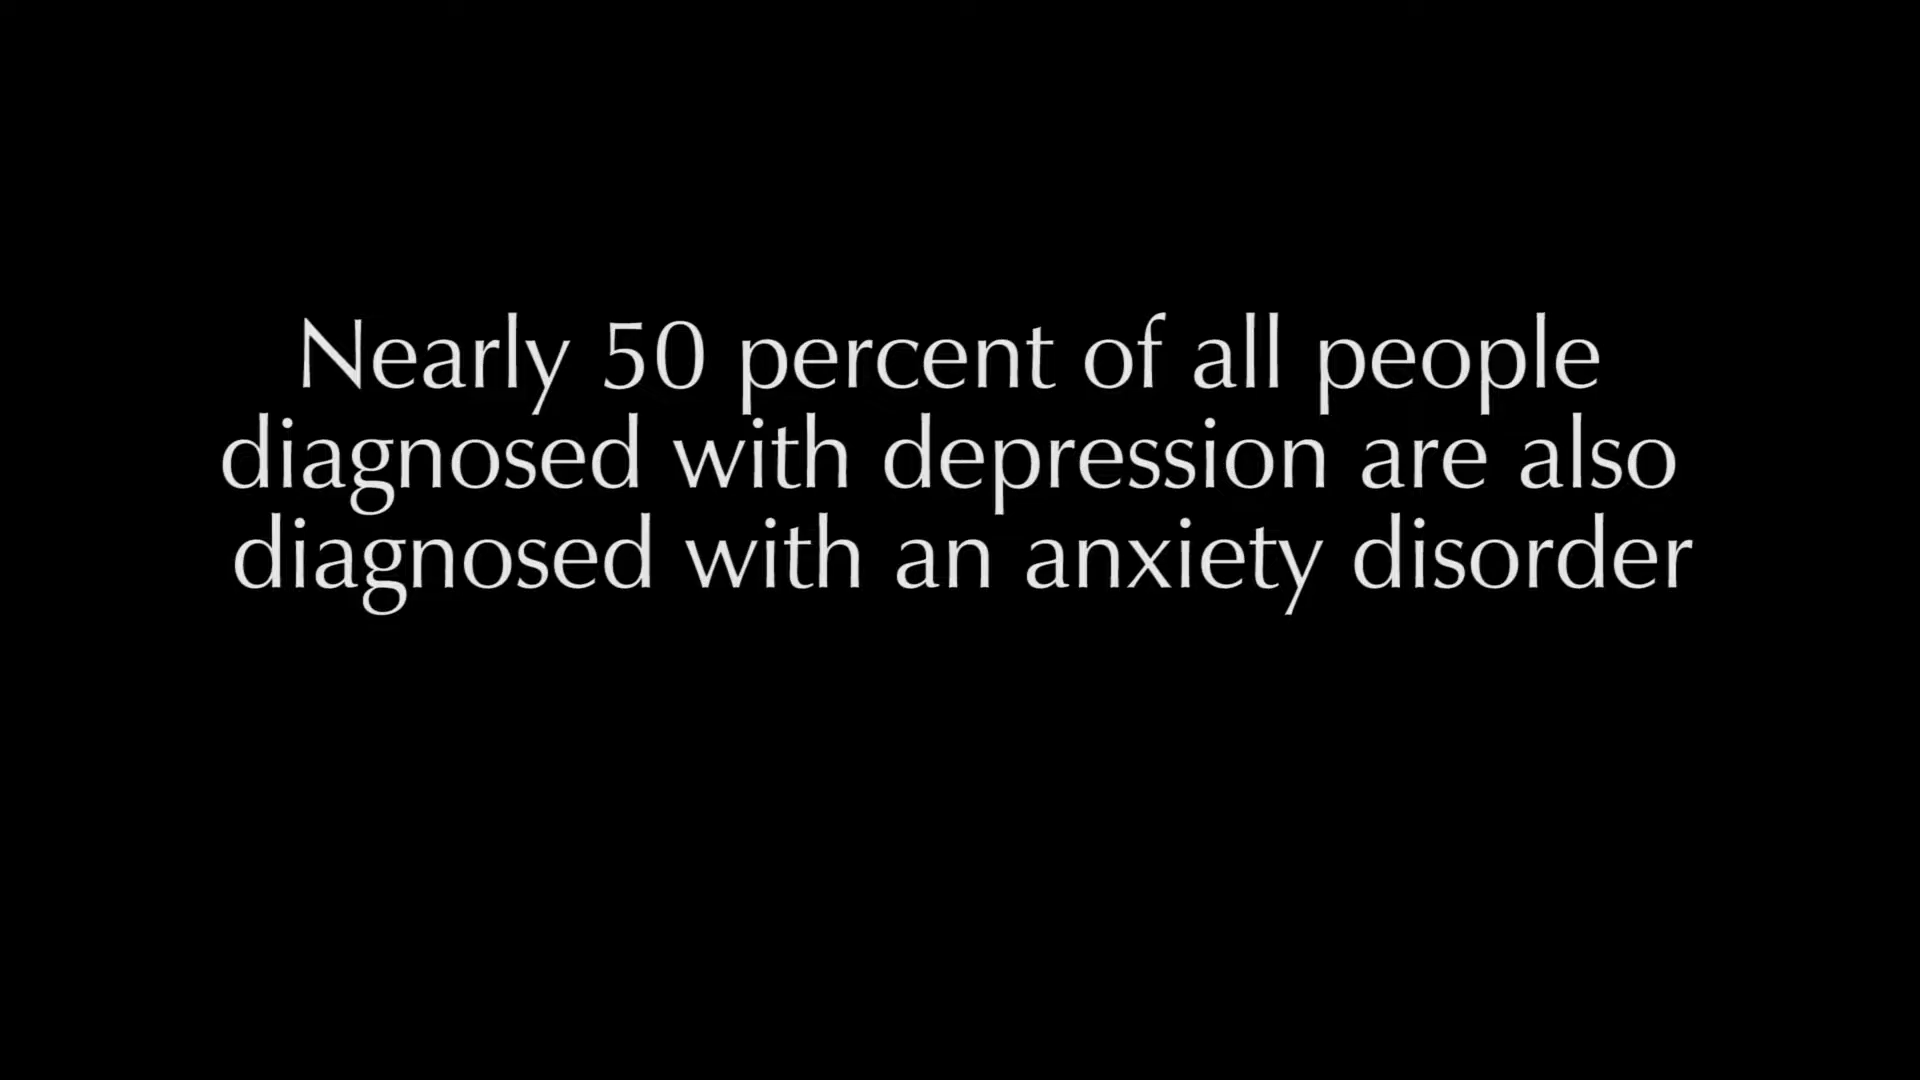 Nearly 50 percent of all people
diagnosed with depression are also
diagnosed with an anxiety disorder